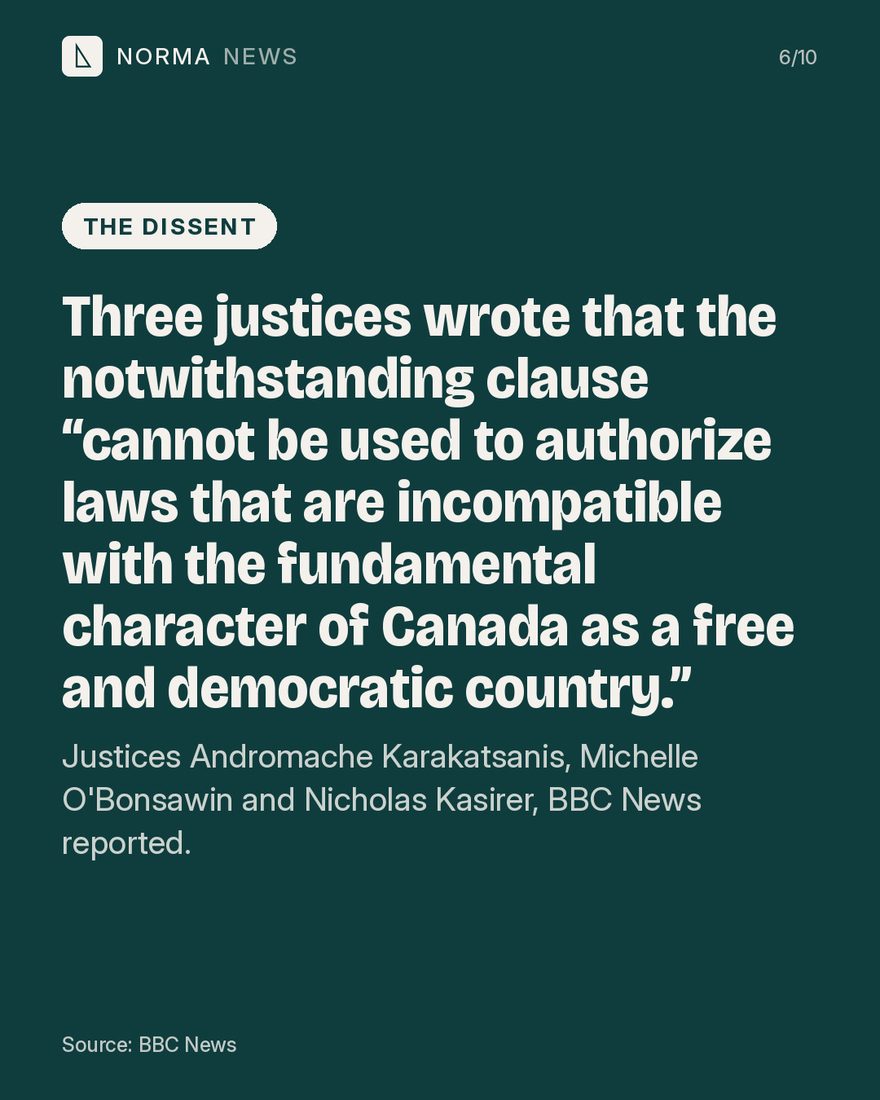 NORMA NEWS
6/10
THE DISSENT
Three justices wrote that the
notwithstanding clause
“cannot be used to authorize
laws that are incompatible
with the fundamental
character of Canada as a free
and democratic country.”
Justices Andromache Karakatsanis, Michelle
O'Bonsawin and Nicholas Kasirer, BBC News
reported.
Source: BBC News